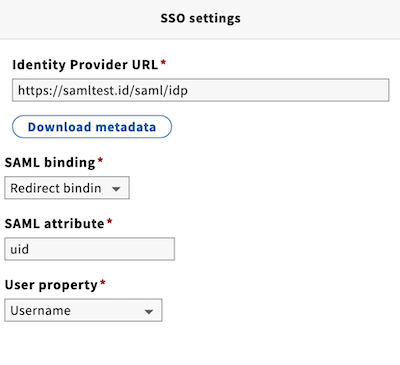 SSO settings
Identity Provider URL*
https://samltest.id/saml/idp
Download metadata
SAML binding*
Redirect bindin
SAML attribute*
uid
User property*
Username